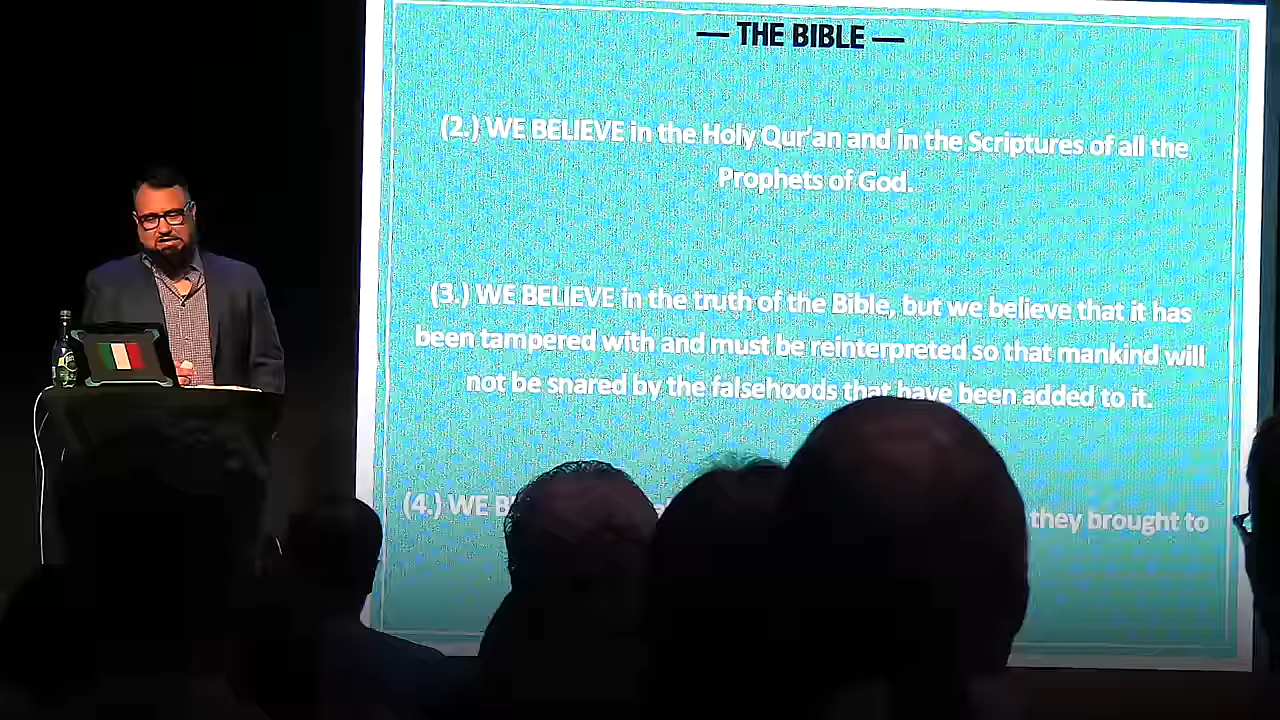 — THE BIBLE —
(2.) WE BELIEVE in the Holy Qur'an and in the Scriptures of all the
Prophets of God.
(3.) WE BELIEVE in the truth of the Bible, but we believe that it has
been tampered with and must be reinterpreted so that mankind will
not be snared by the falsehoods that have been added to it.
(4.) WE they brought to